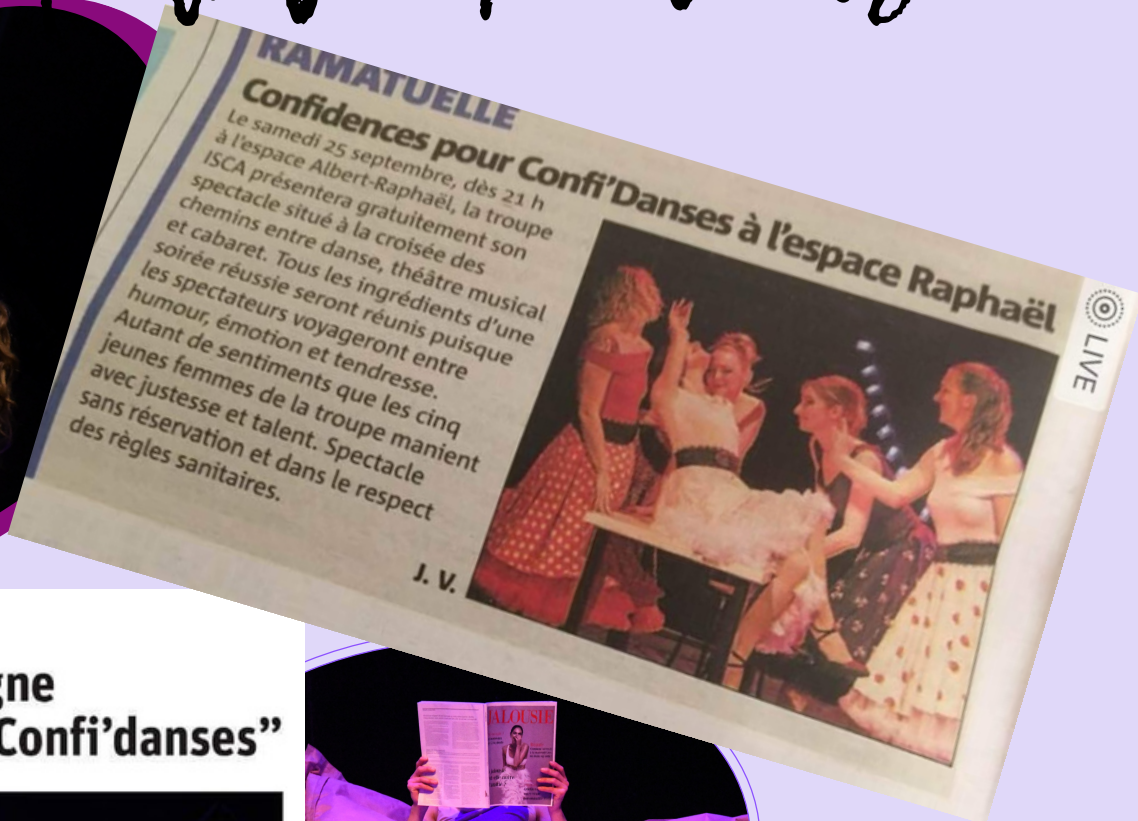 RAMATUELLE
Confidences pour Confi'Danses à l'espace Raphaël
Le samedi 25 septembre, dès 21 h
à l'espace Albert-Raphaël, la troupe
ISCA présentera gratuitement son
spectacle situé à la croisée des
chemins entre danse, théâtre musical
et cabaret. Tous les ingrédients d'une
soirée réussie seront réunis puisque
les spectateurs voyageront entre
humour, émotion et tendresse.
Autant de sentiments que les cinq
jeunes femmes de la troupe manient
avec justesse et talent. Spectacle
sans réservation et dans le respect
des règles sanitaires.
J. V.
LIVE
gne
Confi'danses”
JALOUSIE